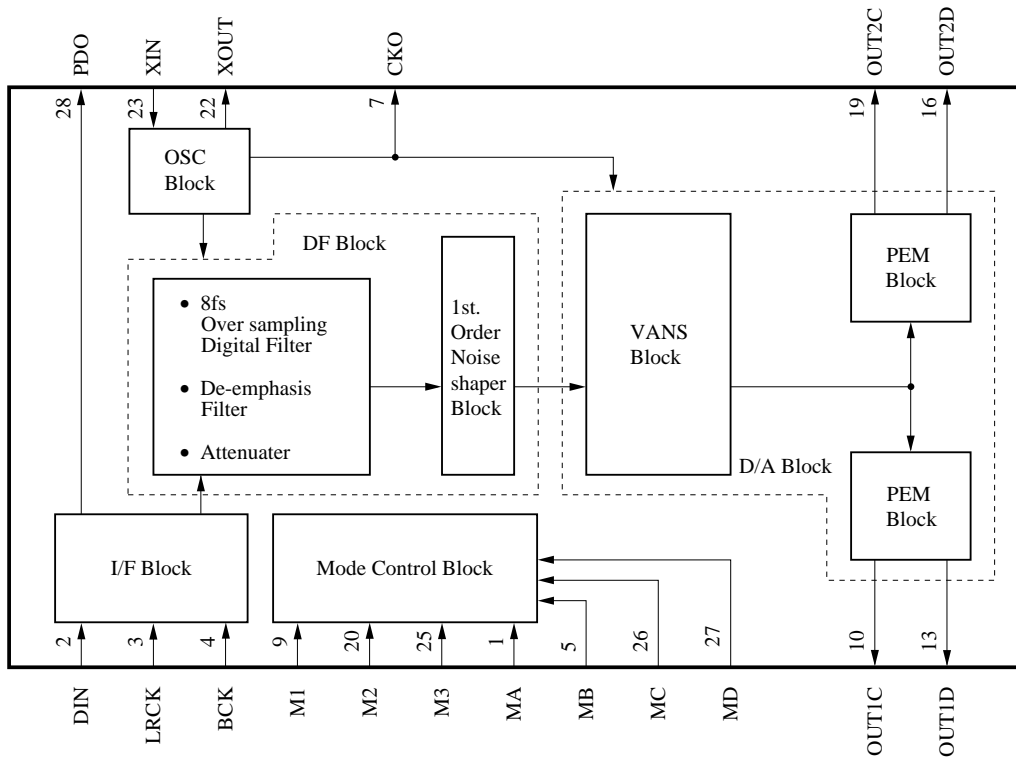 PDO
XIN
XOUT
CKO
OUT2C
OUT2D
28
23
22
7
19
16
OSC
Block
DF Block
8fs
Over sampling
Digital Filter
De-emphasis
Filter
Attenuater
1st.
Order
Noise
shaper
Block
VANS
Block
PEM
Block
D/A Block
PEM
Block
I/F Block
Mode Control Block
2
3
4
9
20
25
1
5
26
27
10
13
DIN
LRCK
BCK
M1
M2
M3
MA
MB
MC
MD
OUT1C
OUT1D